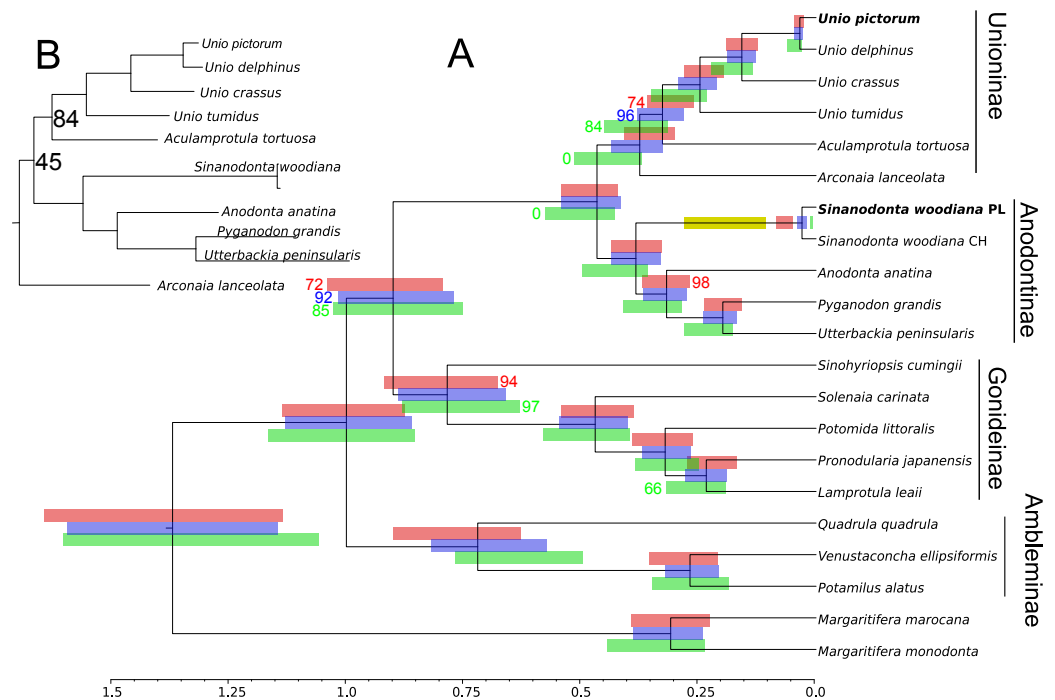 B
Unio pictorum
Unio delphinus
Unio crassus
Unio tumidus
84
Aculamprotula tortuosa
45
Sinanodonta woodiana
Anodonta anatina
Pyganodon grandis
Utterbackia peninsularis
Arconaia lanceolata
A
Unio pictorum
Unio delphinus
Unio crassus
74
Unio tumidus
96
84
Aculamprotula tortuosa
0
Arconaia lanceolata
Unioninae
0
Sinanodonta woodiana PL
Sinanodonta woodiana CH
Anodonta anatina
98
Pyganodon grandis
Utterbackia peninsularis
Anodontinae
72
92
85
Sinohyriopsis cumingii
94
97
Solenaia carinata
Potomida littoralis
Pronodularia japanensis
66
Lamprotula leaii
Gonideinae
Quadrula quadrula
Venustaconcha ellipsiformis
Potamilus alatus
Ambleminae
Margaritifera marocana
Margaritifera monodonta
1.5 1.25 1.0 0.75 0.5 0.25 0.0